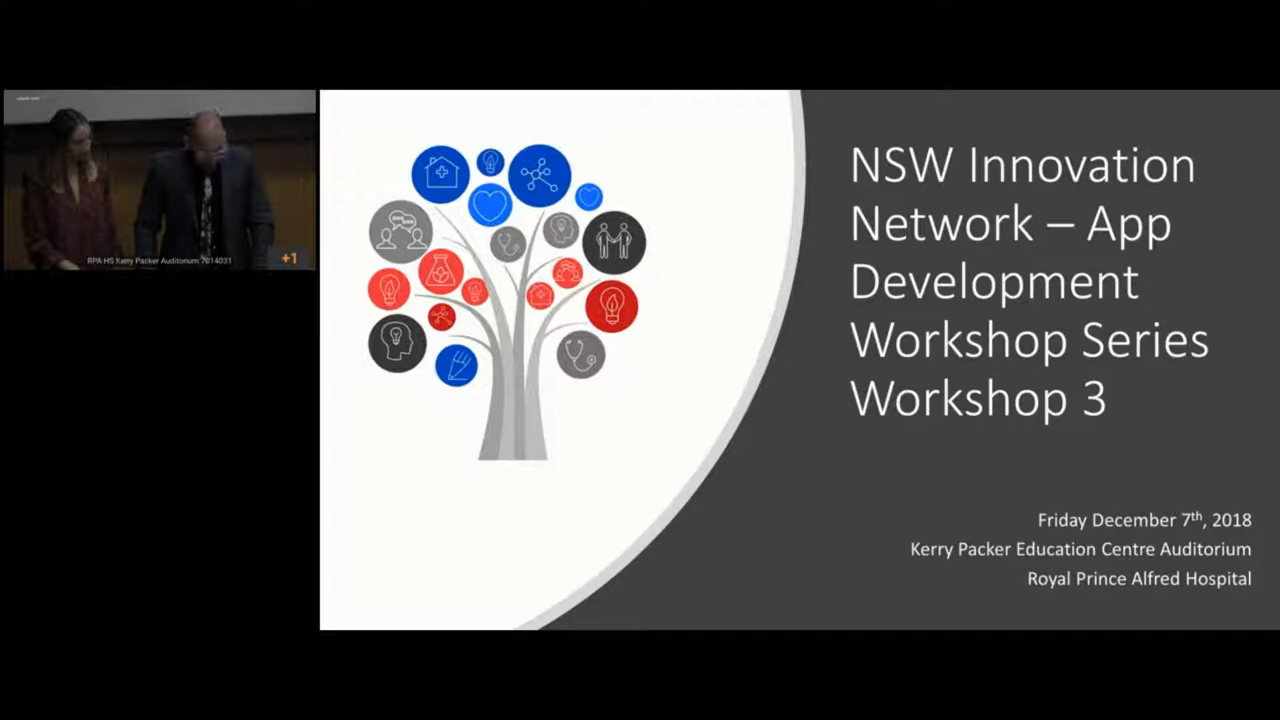 RPA HS Kerry Packer Auditorium 7014031
+1
NSW Innovation
Network – App
Development
Workshop Series
Workshop 3
Friday December 7th, 2018
Kerry Packer Education Centre Auditorium
Royal Prince Alfred Hospital